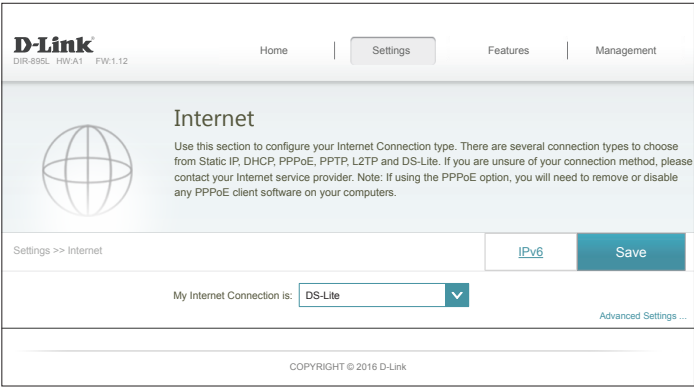 D-Link
DIR-895L HW:A1 FW:1.12
Home
Settings
Features
Management
Internet
Use this section to configure your Internet Connection type. There are several connection types to choose
from Static IP, DHCP, PPPoE, PPTP, L2TP and DS-Lite. If you are unsure of your connection method, please
contact your Internet service provider. Note: If using the PPPoE option, you will need to remove or disable
any PPPoE client software on your computers.
Settings >> Internet
IPv6
Save
My Internet Connection is: DS-Lite
Advanced Settings ...
COPYRIGHT © 2016 D-Link